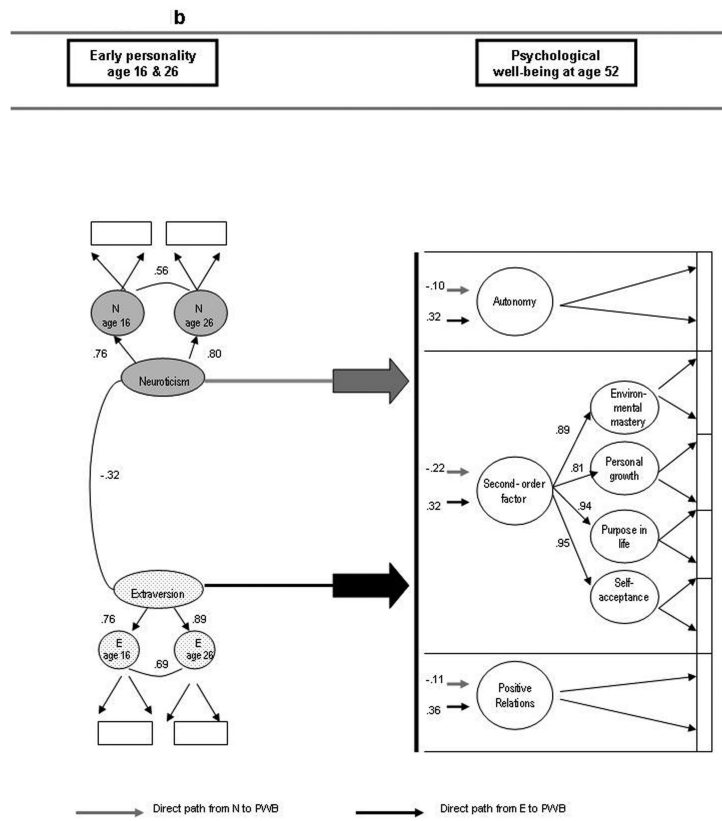 b
Early personality
age 16 & 26
Psychological
well-being at age 52
.56
N
age 16
N
age 26
.76
.80
Neuroticism
-.32
Extraversion
.76
.89
E
age 16
E
age 26
.69
-.10
.32
Autonomy
-.22
.32
Second-order
factor
.89
.81
.94
.95
Environ-
mental
mastery
Personal
growth
Purpose in
life
Self-
acceptance
-.11
.36
Positive
Relations
Direct path from N to PWB
Direct path from E to PWB